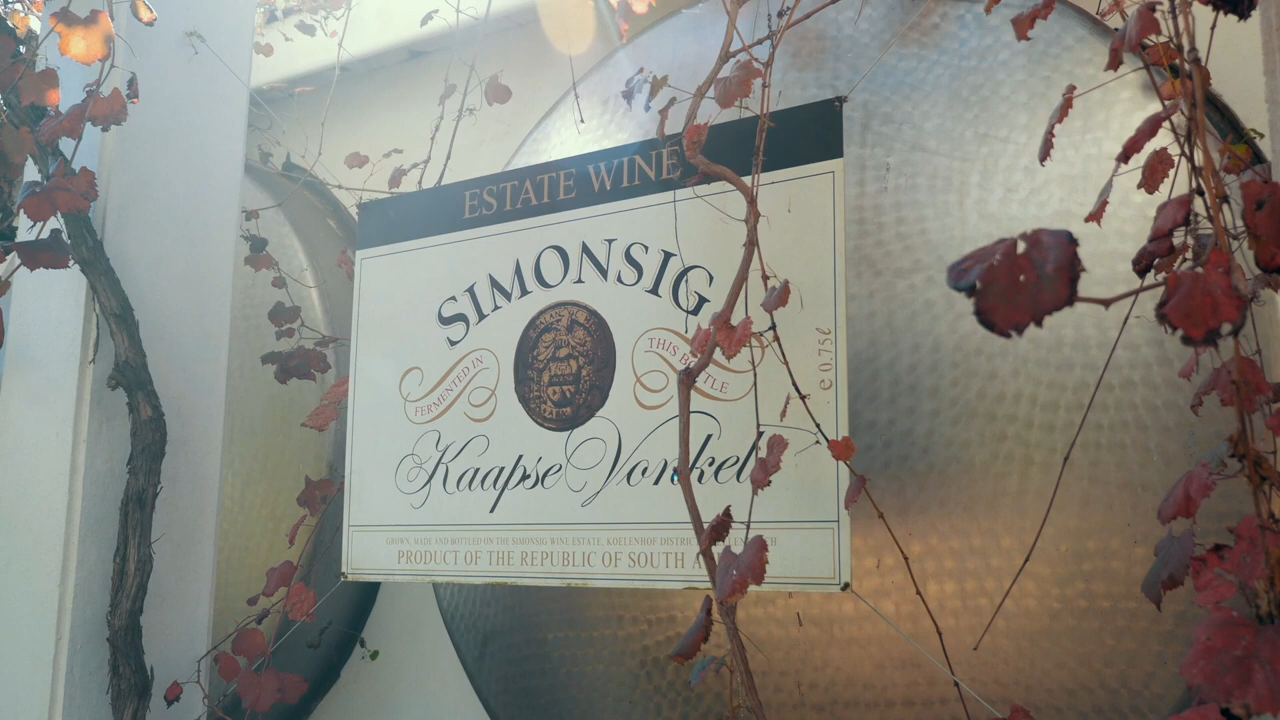 ESTATE WINE
SIMONSIG
FERMENTED IN
THIS BOTTLE
e 0.75ℓ
Kaapse Vonkel
GROWN, MADE AND BOTTLED ON THE SIMONSIG WINE ESTATE, KOELENHOF DISTRICT
PRODUCT OF THE REPUBLIC OF SOUTH